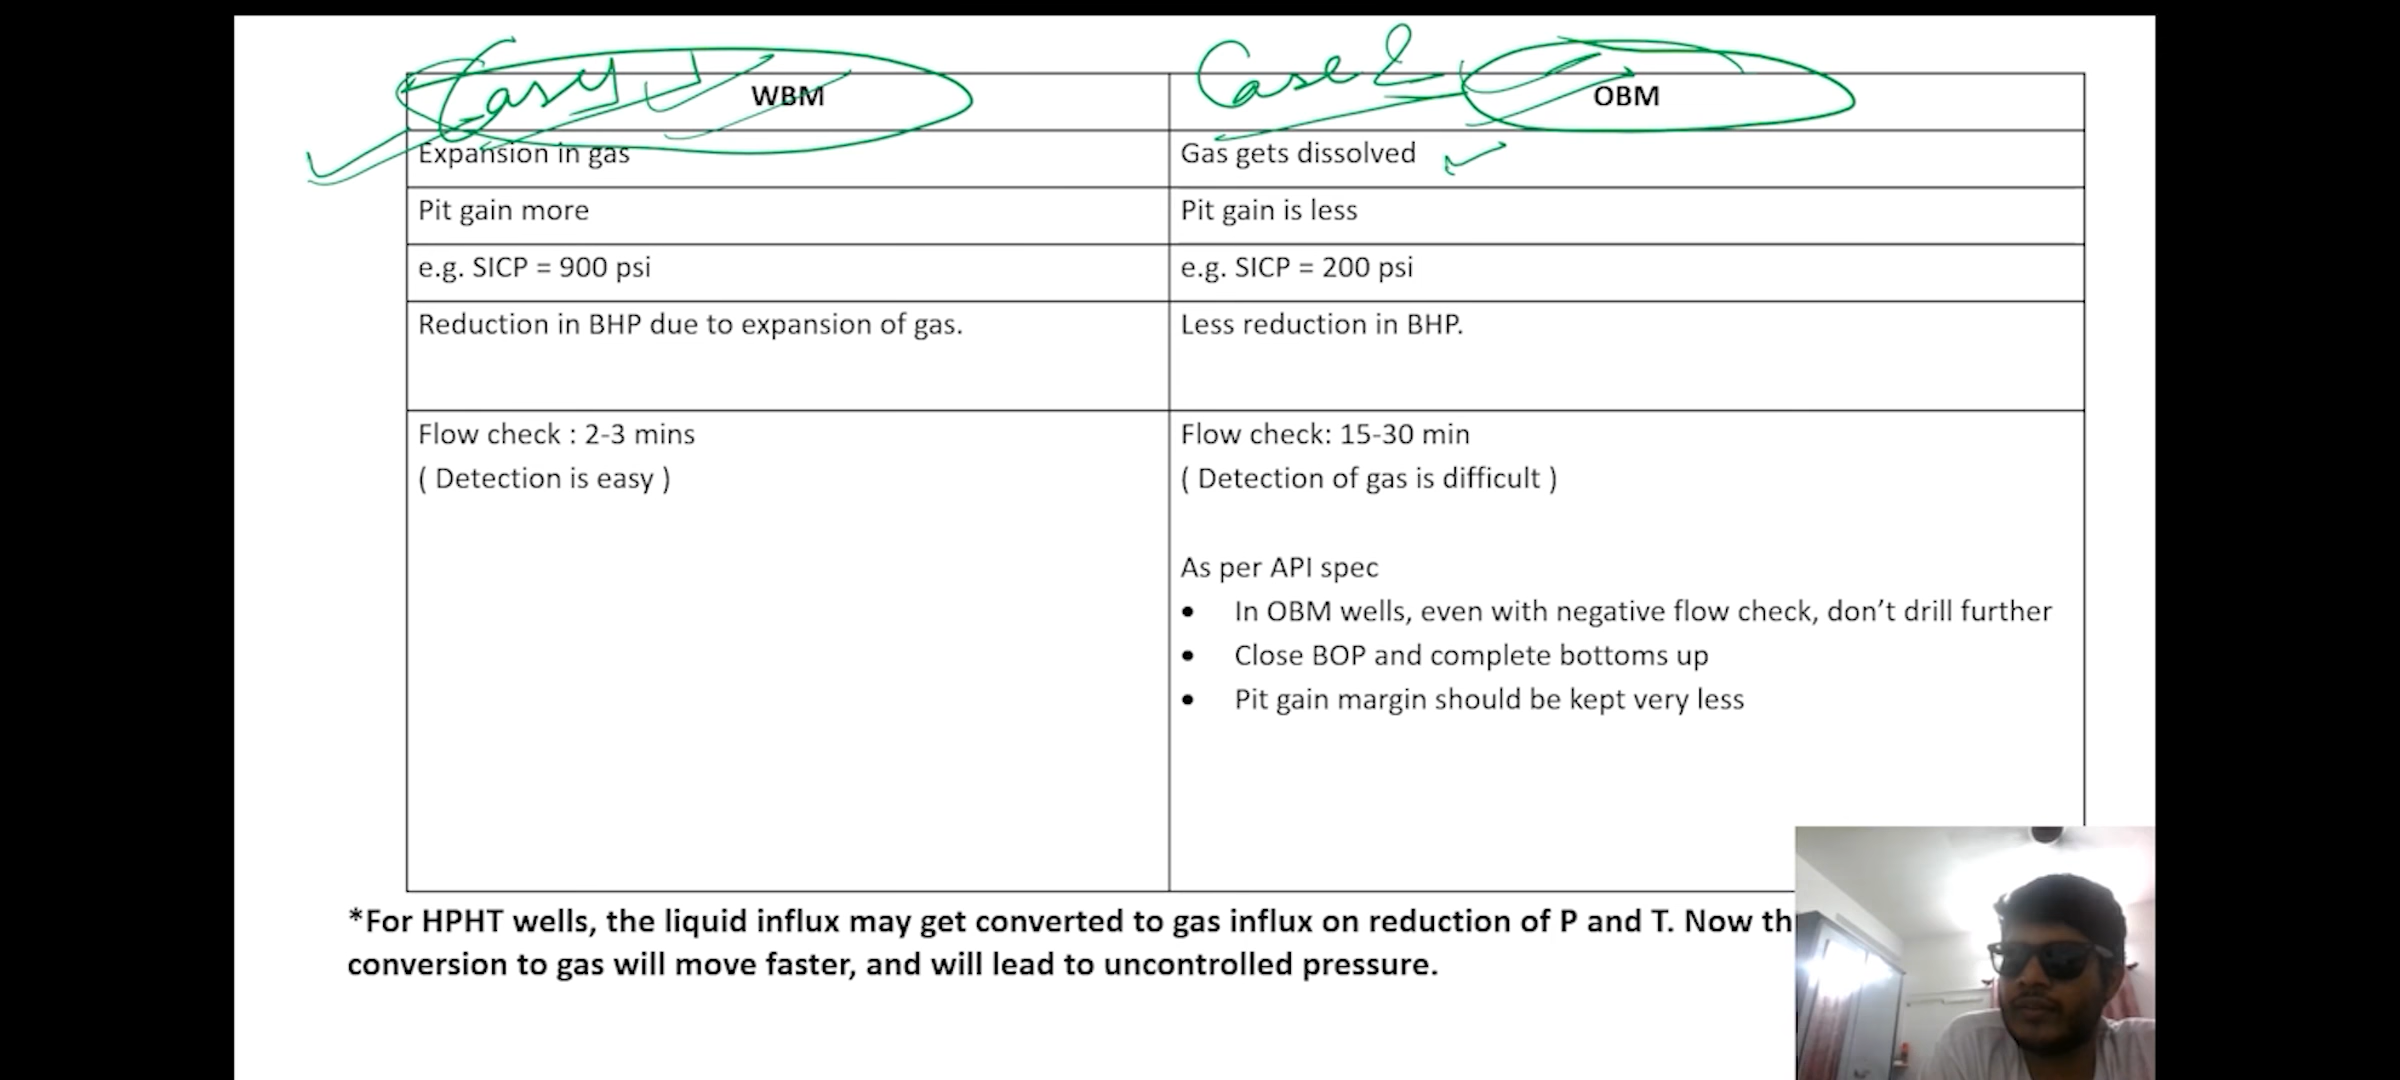 Case 1
WBM
Case 2
OBM
Expansion in gas
Gas gets dissolved
Pit gain more
Pit gain is less
e.g. SICP = 900 psi
e.g. SICP = 200 psi
Reduction in BHP due to expansion of gas.
Less reduction in BHP.
Flow check : 2-3 mins
( Detection is easy )
Flow check: 15-30 min
( Detection of gas is difficult )
As per API spec
• In OBM wells, even with negative flow check, don’t drill further
• Close BOP and complete bottoms up
• Pit gain margin should be kept very less
*For HPHT wells, the liquid influx may get converted to gas influx on reduction of P and T. Now th
conversion to gas will move faster, and will lead to uncontrolled pressure.